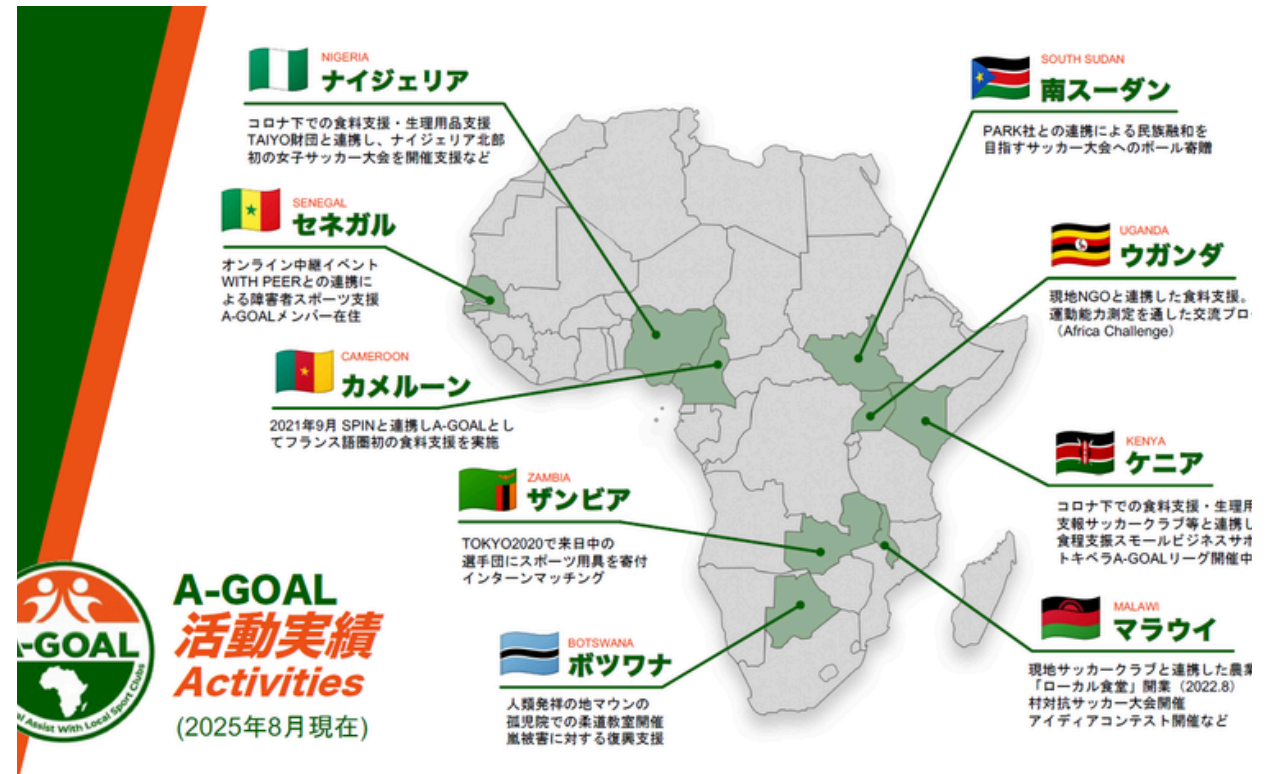 NIGERIA
ナイジェリア
コロナ下での食料支援・生理用品支援
TAIYO財団と連携し、ナイジェリア北部
初の女子サッカー大会を開催支援など
SENEGAL
セネガル
オンライン中継イベント
WITH PEERとの連携に
よる障害者スポーツ支援
A-GOALメンバー在住
CAMEROON
カメルーン
2021年9月 SPINと連携しA-GOALとし
てフランス語圏初の食料支援を実施
ZAMBIA
ザンビア
TOKYO2020で来日中の
選手団にスポーツ用具を寄付
インターンマッチング
BOTSWANA
ボツワナ
人類発祥の地マウンの
孤児院での柔道教室開催
嵐被害に対する復興支援
SOUTH SUDAN
南スーダン
PARK社との連携による民族融和を
目指すサッカー大会へのボール寄贈
UGANDA
ウガンダ
現地NGOと連携した食料支援。
運動能力測定を通した交流プロ
（Africa Challenge）
KENYA
ケニア
コロナ下での食料支援・生理用
支報サッカークラブ等と連携し
食程支振スモールビジネスサポ
トキベラA-GOALリーグ開催中
MALAWI
マラウイ
現地サッカークラブと連携した農業
「ローカル食堂」開業（2022.8）
村対抗サッカー大会開催
アイディアコンテスト開催など
A-GOAL
活動実績
Activities
(2025年8月現在)
-GOAL
al Assist With Local Sport Clubs